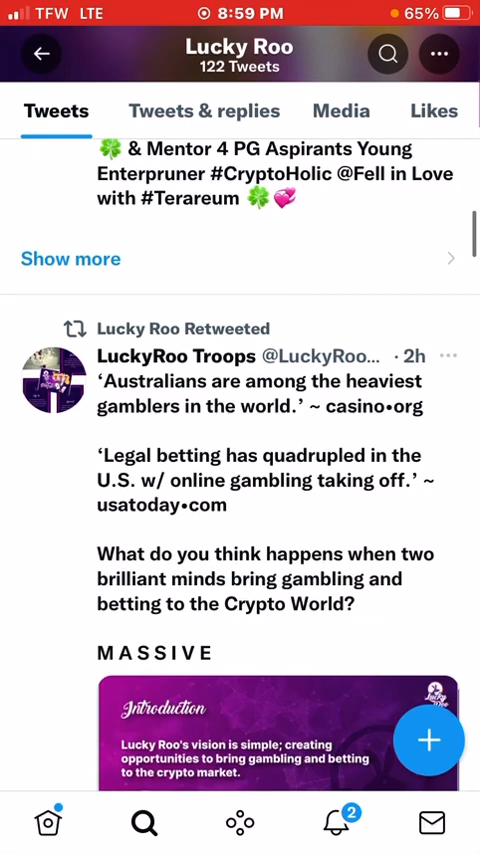 TFW LTE 8:59 PM 65%
Lucky Roo
122 Tweets
Tweets Tweets & replies Media Likes
🍀 & Mentor 4 PG Aspirants Young
Enterpruner #CryptoHolic @Fell in Love
with #Terareum 🍀💞
Show more
Lucky Roo Retweeted
LuckyRoo Troops @LuckyRoo... · 2h
‘Australians are among the heaviest
gamblers in the world.’ ~ casino•org
‘Legal betting has quadrupled in the
U.S. w/ online gambling taking off.’ ~
usatoday•com
What do you think happens when two
brilliant minds bring gambling and
betting to the Crypto World?
M A S S I V E
Introduction
Lucky Roo
Lucky Roo's vision is simple; creating
opportunities to bring gambling and betting
to the crypto market.
2